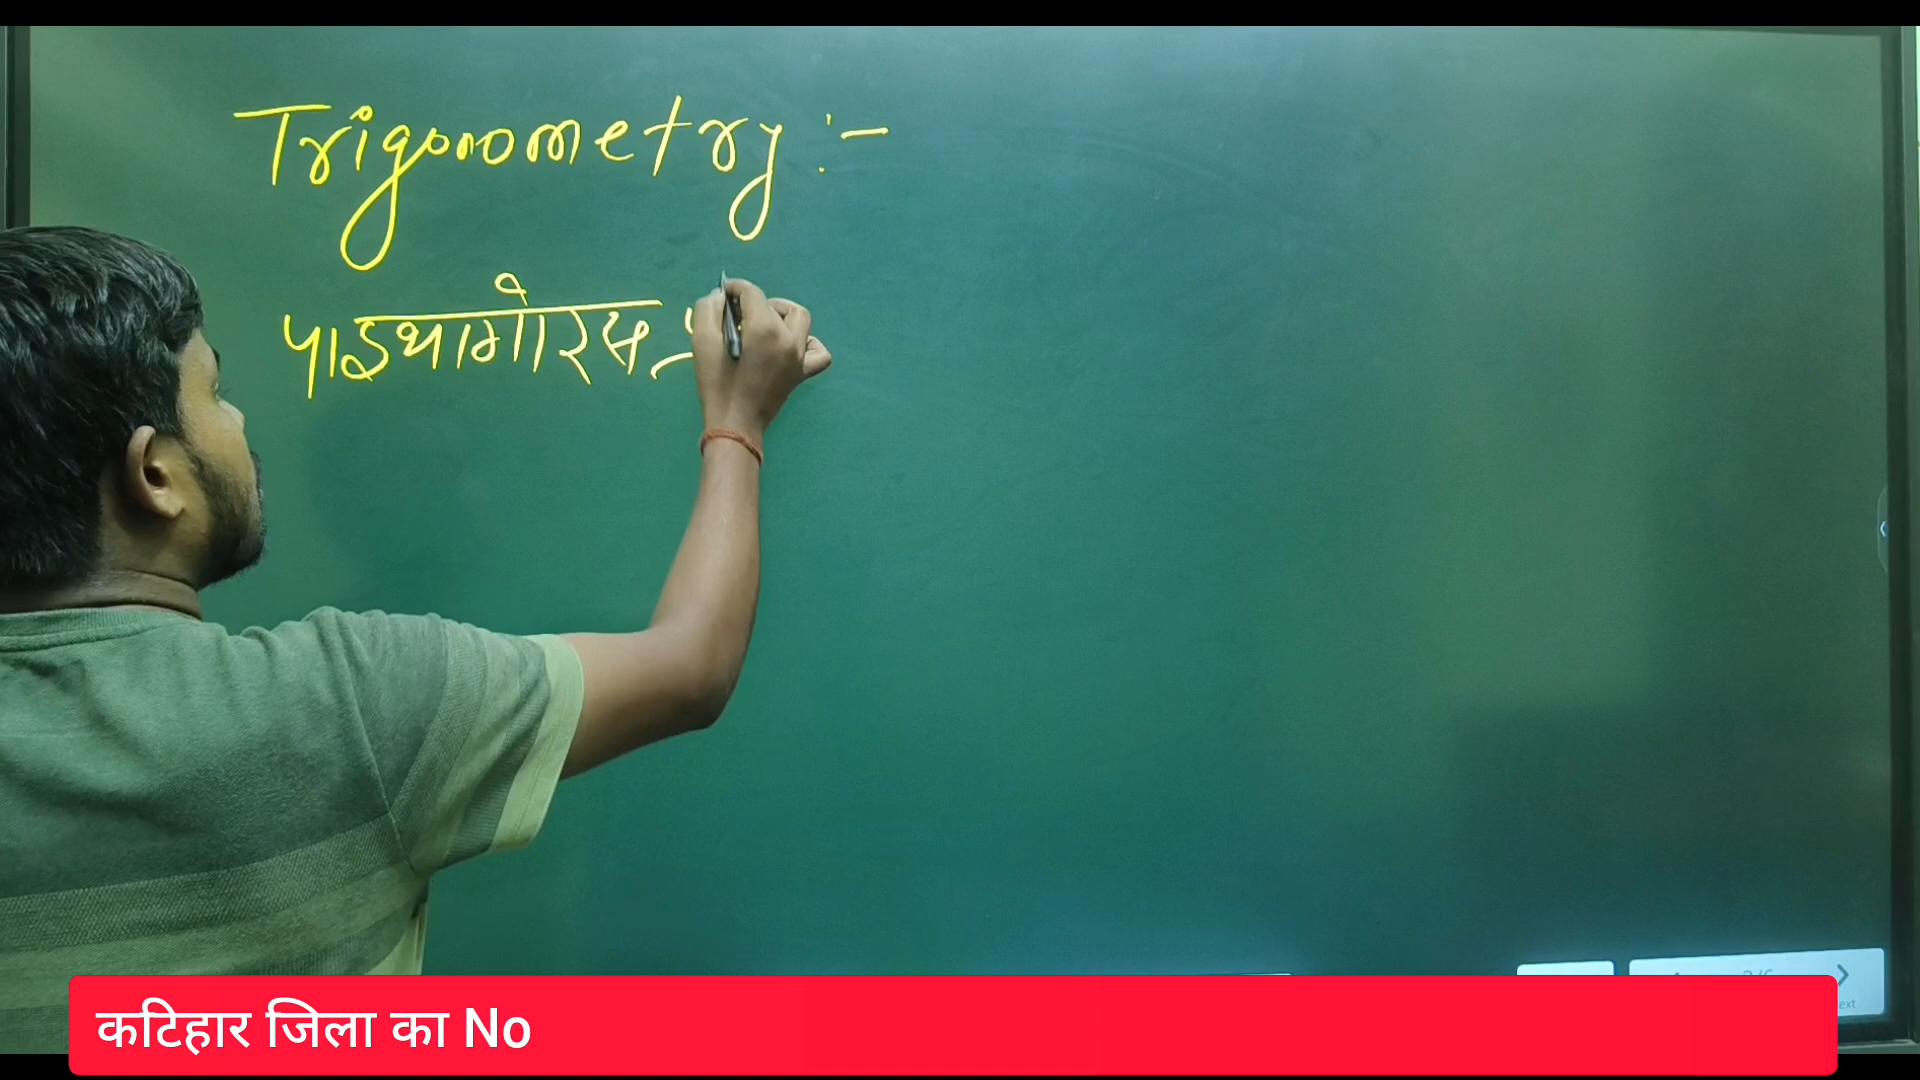 Trigonometry :-
पाइथागोरस
कटिहार जिला का No